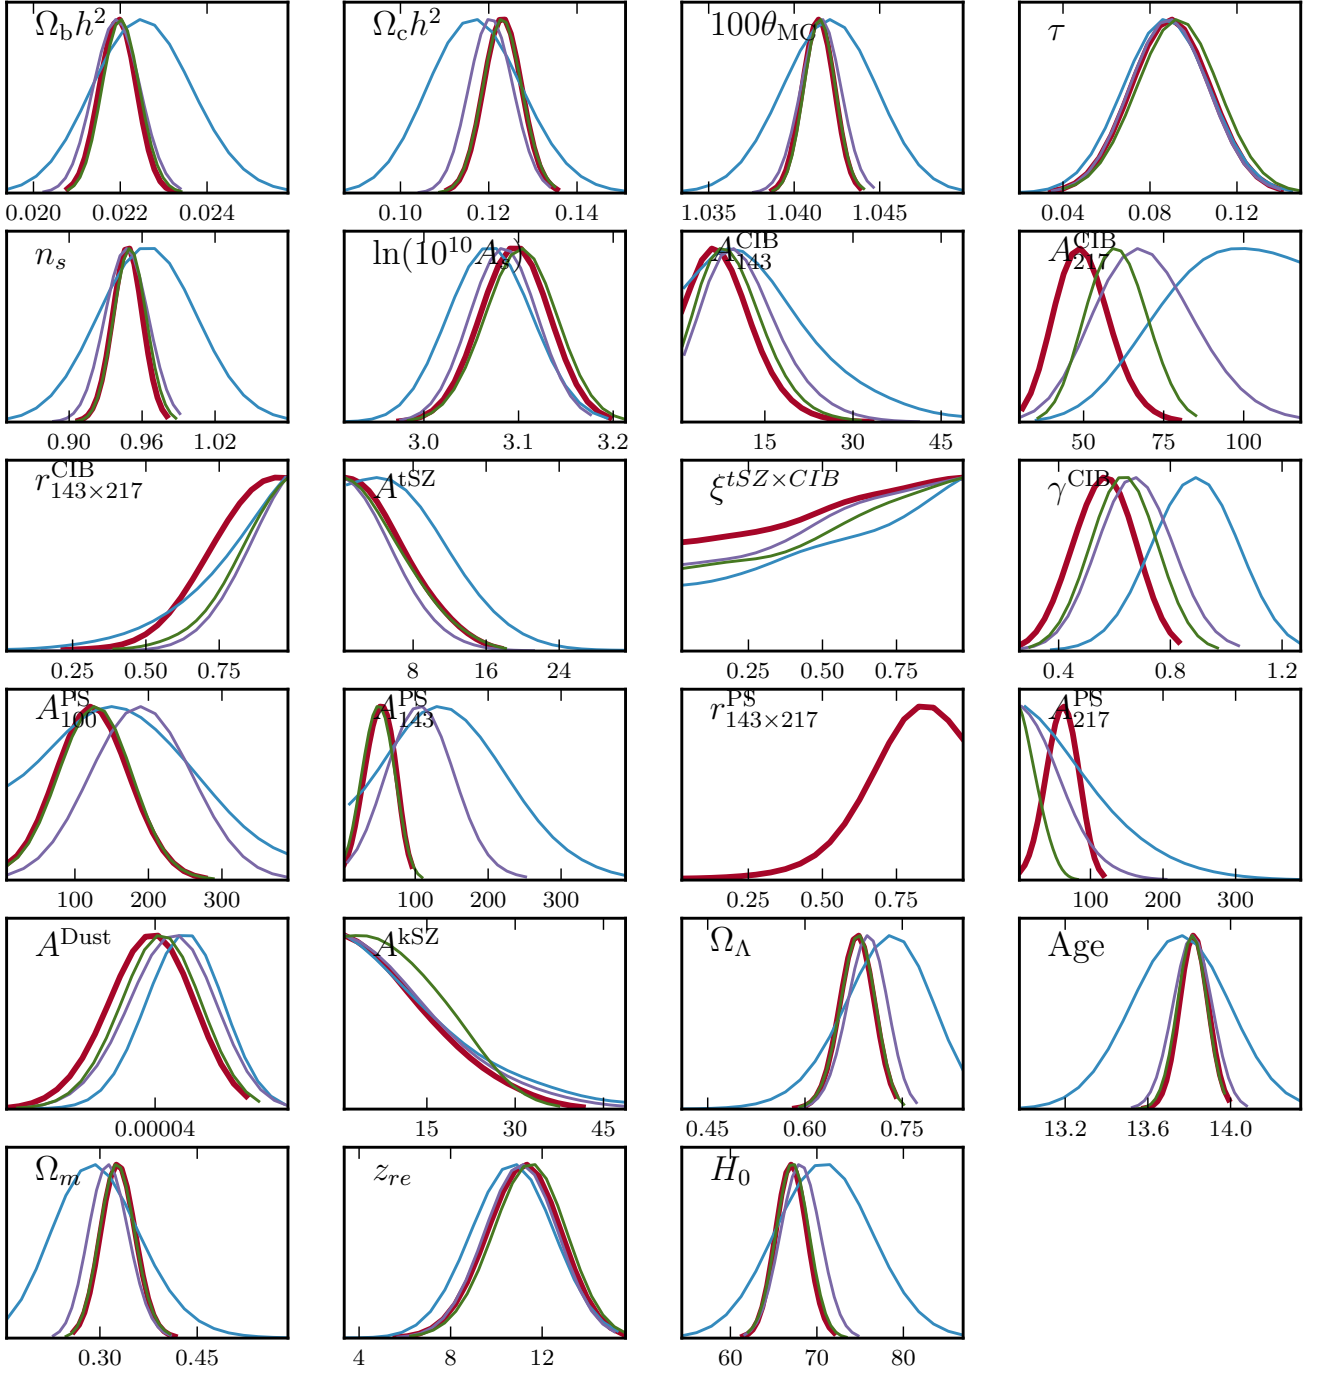 Ω_b h² Ω_c h² 100θ_MC τ
0.020 0.022 0.024 0.10 0.12 0.14 1.035 1.040 1.045 0.04 0.08 0.12
n_s ln(10¹⁰ A_s) A^CIB_143 A^CIB_217
0.90 0.96 1.02 3.0 3.1 3.2 15 30 45 50 75 100
r^CIB_143×217 A^tSZ ξ^tSZ×CIB γ^CIB
0.25 0.50 0.75 8 16 24 0.25 0.50 0.75 0.4 0.8 1.2
A^PS_100 A^PS_143 r^PS_143×217 A^PS_217
100 200 300 100 200 300 0.25 0.50 0.75 100 200 300
A^Dust A^kSZ Ω_Λ Age
0.00004 15 30 45 0.45 0.60 0.75 13.2 13.6 14.0
Ω_m z_re H_0
0.30 0.45 4 8 12 60 70 80